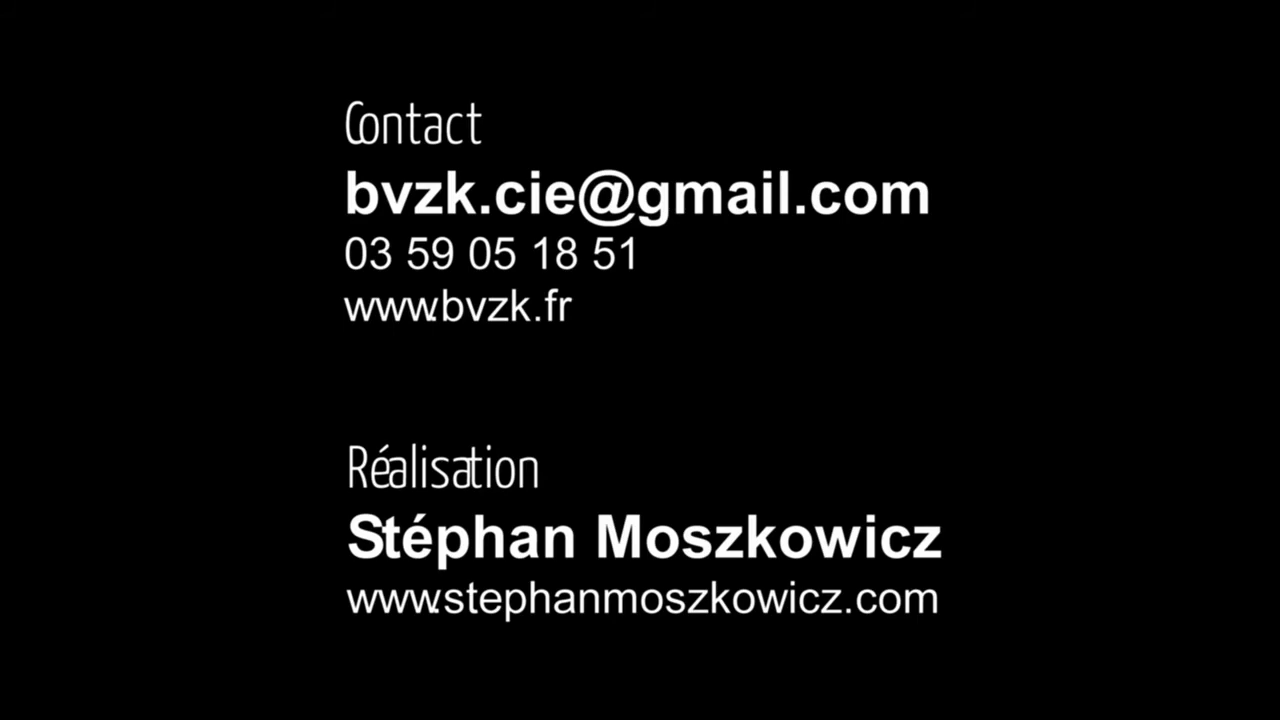 Contact
bvzk.cie@gmail.com
03 59 05 18 51
www.bvzk.fr
Réalisation
Stéphan Moszkowicz
www.stephanmoszkowicz.com